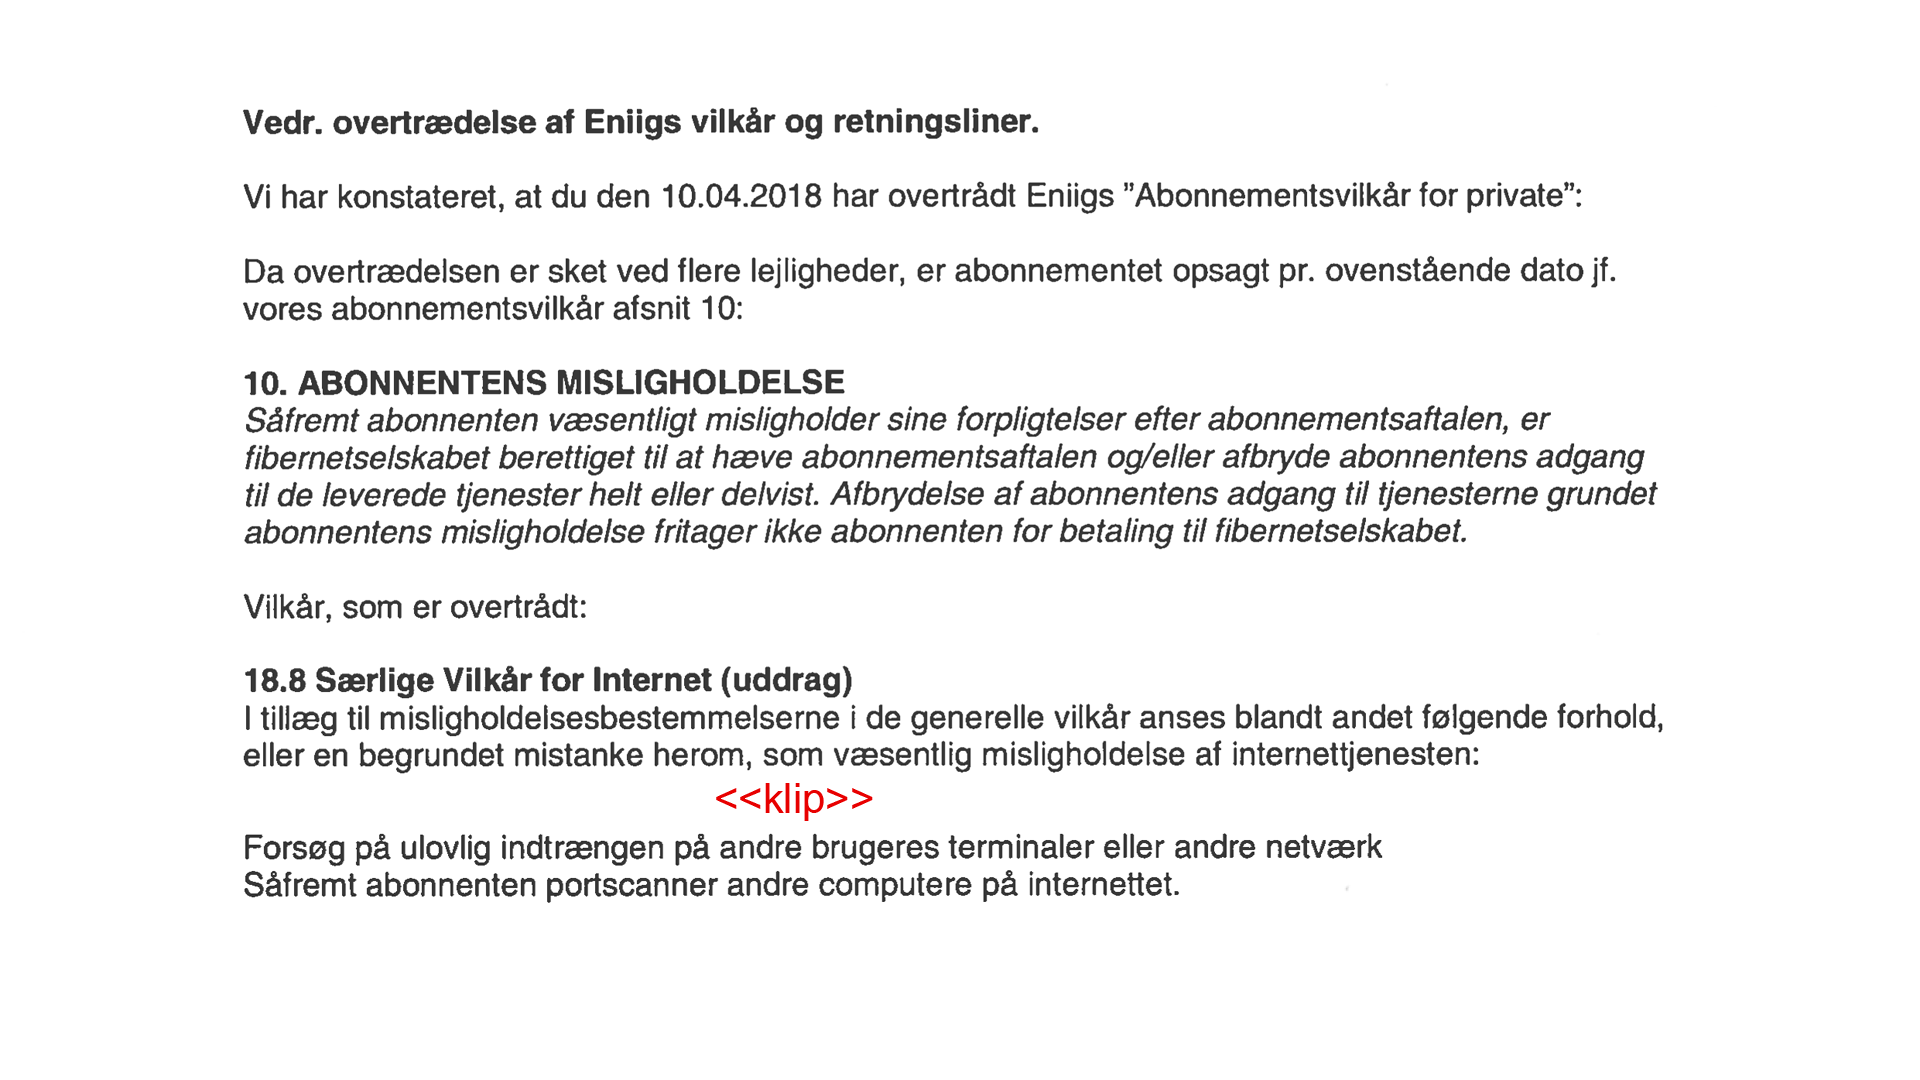 Vedr. overtrædelse af Eniigs vilkår og retningsliner.
Vi har konstateret, at du den 10.04.2018 har overtrådt Eniigs ”Abonnementsvilkår for private”:
Da overtrædelsen er sket ved flere lejligheder, er abonnementet opsagt pr. ovenstående dato jf.
vores abonnementsvilkår afsnit 10:
10. ABONNENTENS MISLIGHOLDELSE
Såfremt abonnenten væsentligt misligholder sine forpligtelser efter abonnementsaftalen, er
fibernetselskabet berettiget til at hæve abonnementsaftalen og/eller afbryde abonnentens adgang
til de leverede tjenester helt eller delvist. Afbrydelse af abonnentens adgang til tjenesterne grundet
abonnentens misligholdelse fritager ikke abonnenten for betaling til fibernetselskabet.
Vilkår, som er overtrådt:
18.8 Særlige Vilkår for Internet (uddrag)
I tillæg til misligholdelsesbestemmelserne i de generelle vilkår anses blandt andet følgende forhold,
eller en begrundet mistanke herom, som væsentlig misligholdelse af internettjenesten:
<<klip>>
Forsøg på ulovlig indtrængen på andre brugeres terminaler eller andre netværk
Såfremt abonnenten portscanner andre computere på internettet.